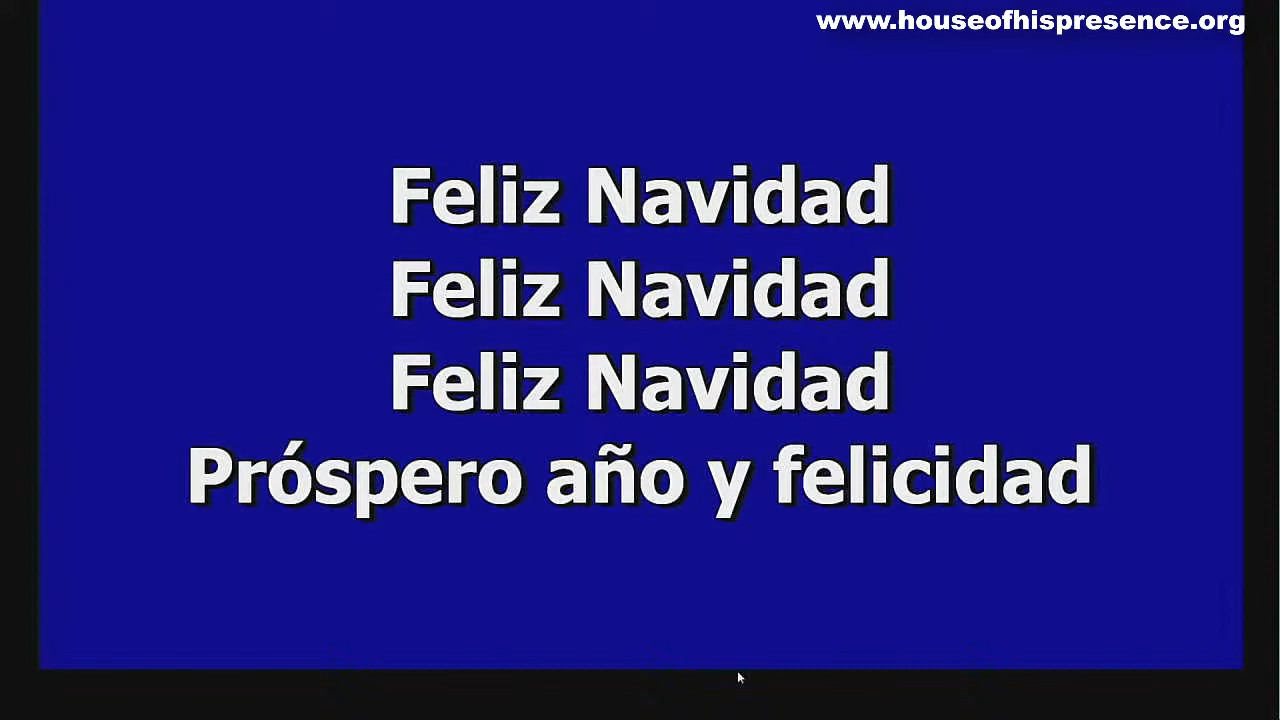 www.houseofhispresence.org
Feliz Navidad
Feliz Navidad
Feliz Navidad
Próspero año y felicidad